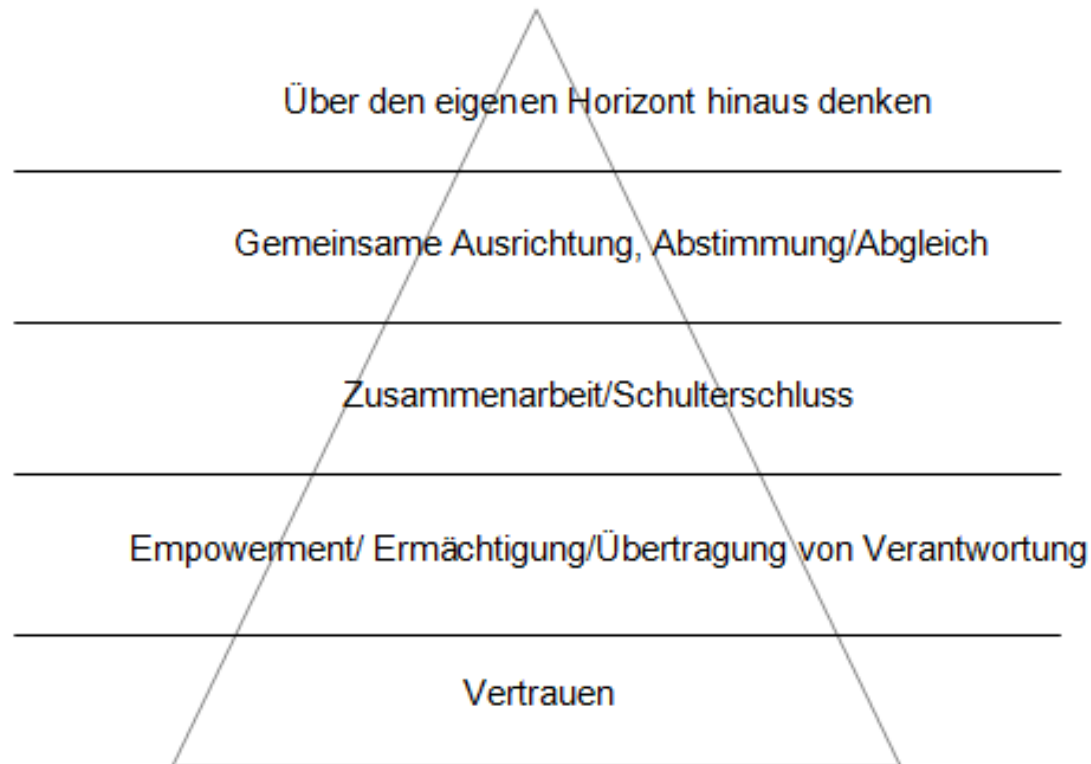 Über den eigenen Horizont hinaus denken
Gemeinsame Ausrichtung, Abstimmung/Abgleich
Zusammenarbeit/Schulterschluss
Empowerment/ Ermächtigung/Übertragung von Verantwortung
Vertrauen